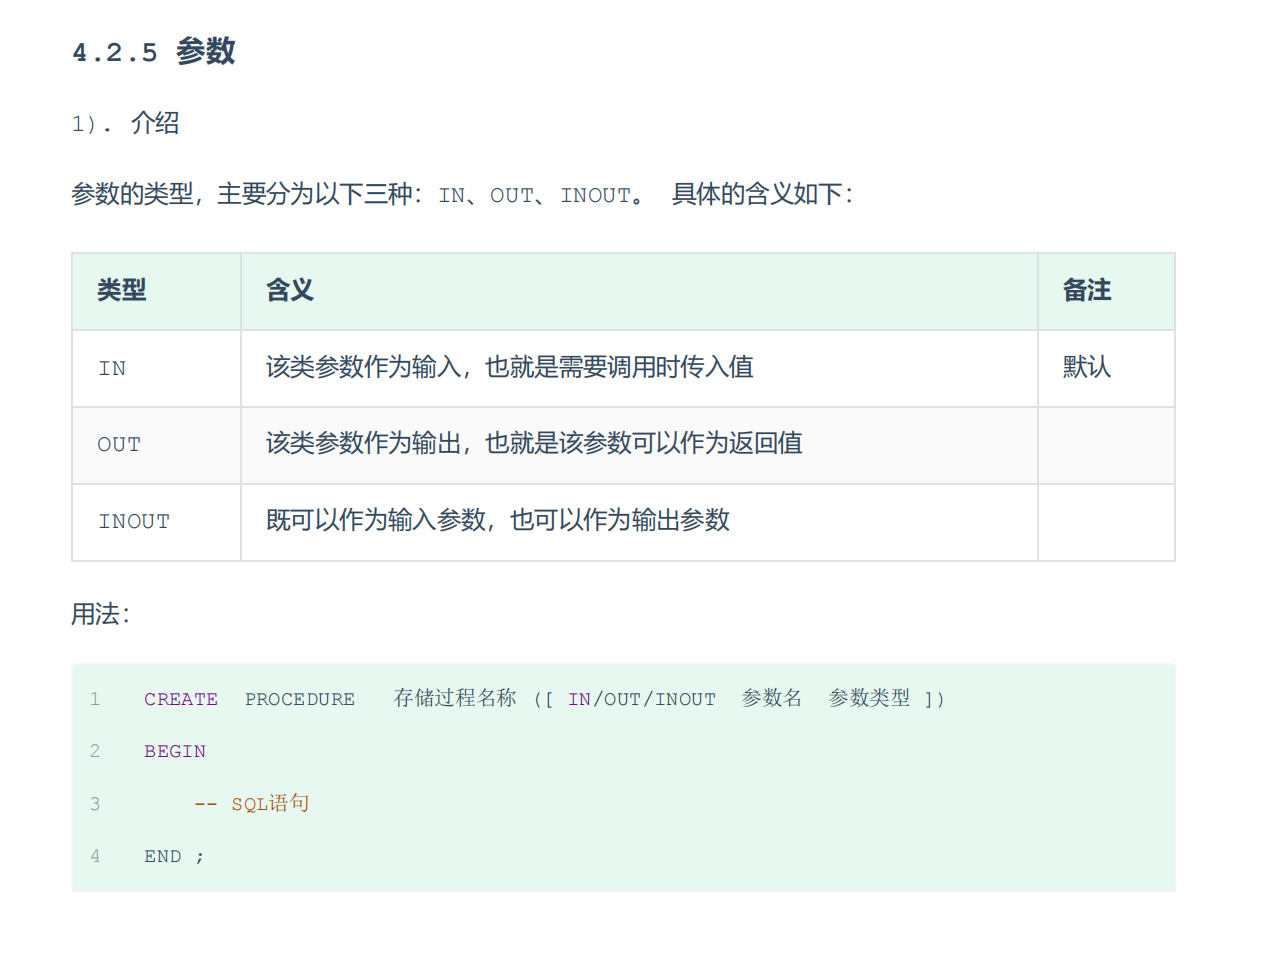 4.2.5 参数
1). 介绍
参数的类型，主要分为以下三种：IN、OUT、INOUT。 具体的含义如下：
类型 含义 备注
IN 该类参数作为输入，也就是需要调用时传入值 默认
OUT 该类参数作为输出，也就是该参数可以作为返回值
INOUT 既可以作为输入参数，也可以作为输出参数
用法：
1 CREATE PROCEDURE 存储过程名称 ([ IN/OUT/INOUT 参数名 参数类型 ])
2 BEGIN
3 -- SQL语句
4 END ;